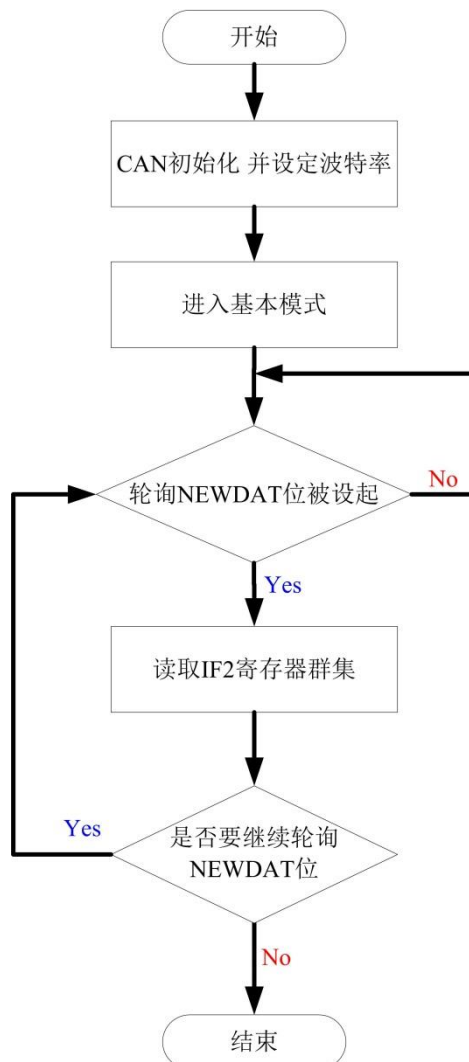 开始
CAN初始化 并设定波特率
进入基本模式
轮询NEWDAT位被设起
No
Yes
读取IF2寄存器群集
Yes
是否要继续轮询
NEWDAT位
No
结束